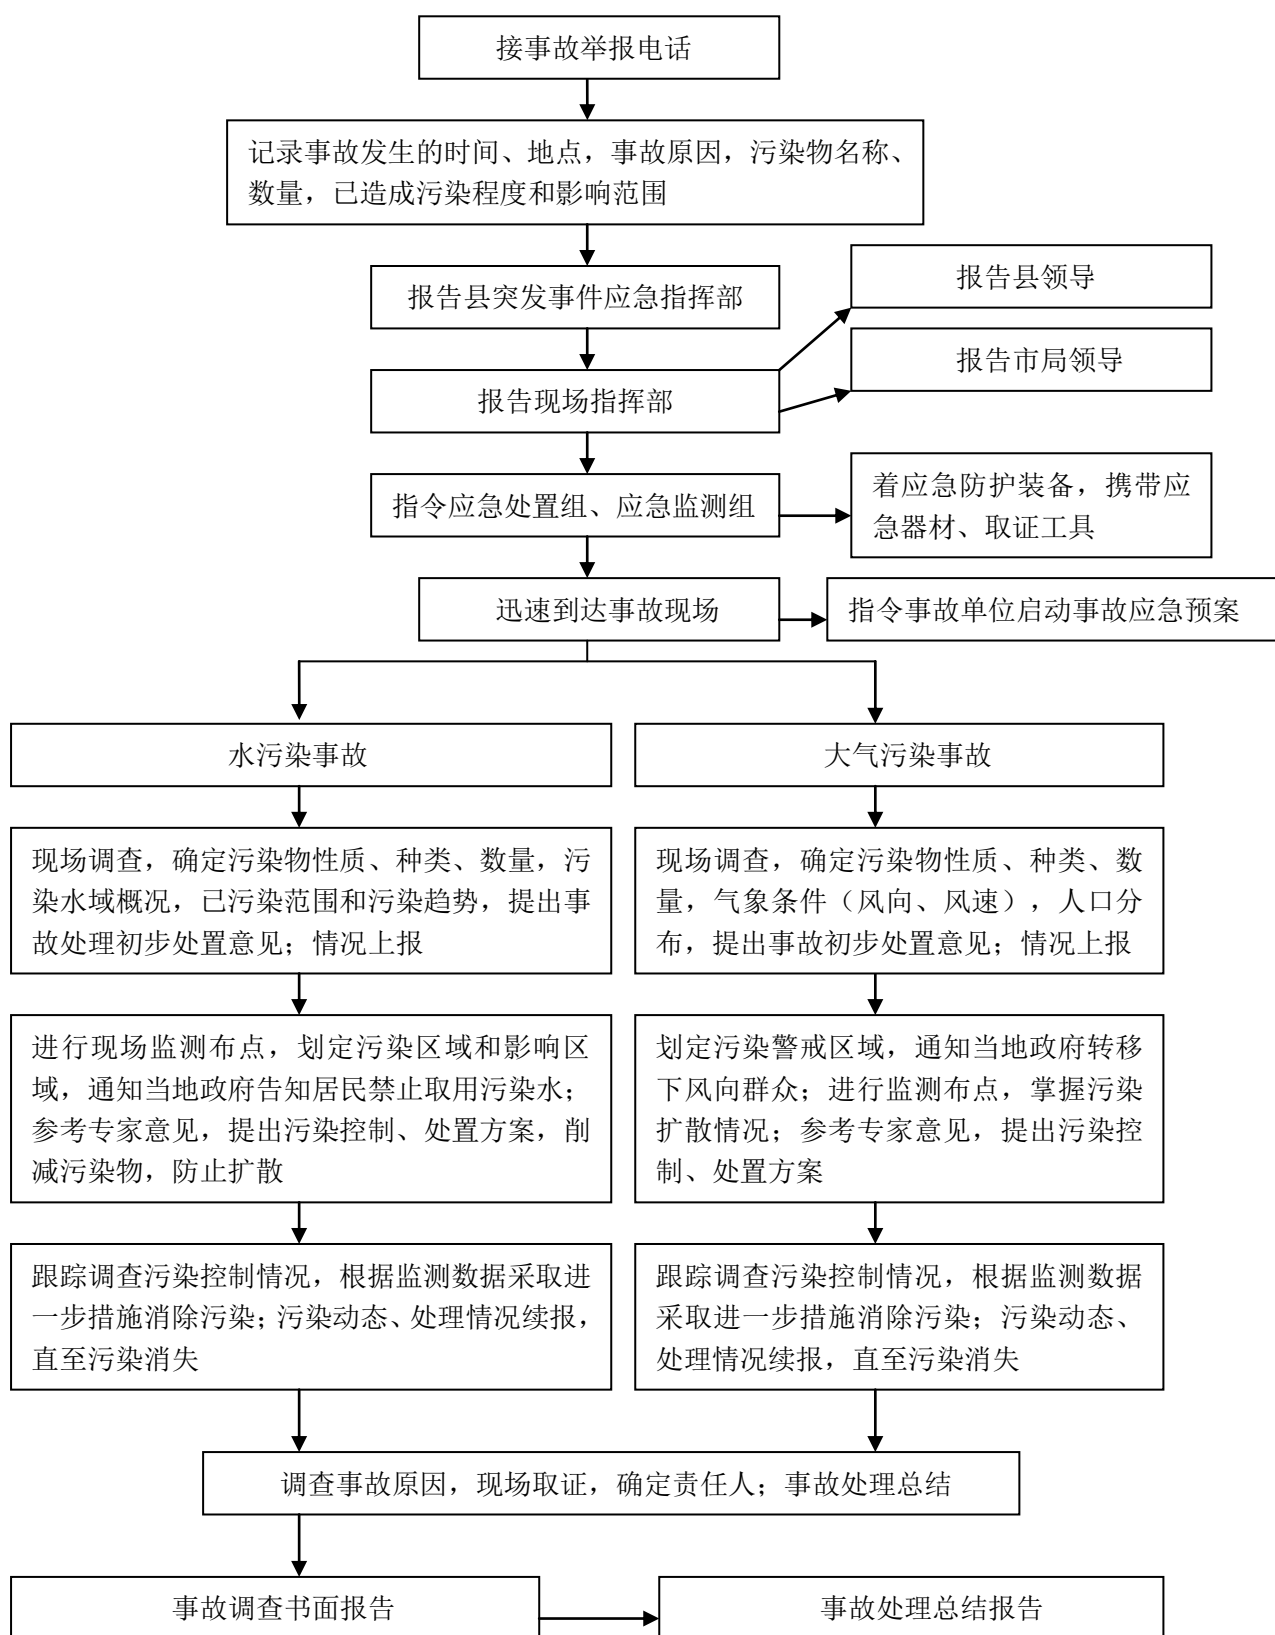 接事故举报电话
记录事故发生的时间、地点，事故原因，污染物名称、
数量，已造成污染程度和影响范围
报告县突发事件应急指挥部
报告县领导
报告市局领导
报告现场指挥部
指令应急处置组、应急监测组
着应急防护装备，携带应
急器材、取证工具
迅速到达事故现场
指令事故单位启动事故应急预案
水污染事故
大气污染事故
现场调查，确定污染物性质、种类、数量，污
染水域概况，已污染范围和污染趋势，提出事
故处理初步处置意见；情况上报
现场调查，确定污染物性质、种类、数
量，气象条件（风向、风速），人口分
布，提出事故初步处置意见；情况上报
进行现场监测布点，划定污染区域和影响区
域，通知当地政府告知居民禁止取用污染水；
参考专家意见，提出污染控制、处置方案，削
减污染物，防止扩散
划定污染警戒区域，通知当地政府转移
下风向群众；进行监测布点，掌握污染
扩散情况；参考专家意见，提出污染控
制、处置方案
跟踪调查污染控制情况，根据监测数据采取进
一步措施消除污染；污染动态、处理情况续报，
直至污染消失
跟踪调查污染控制情况，根据监测数据
采取进一步措施消除污染；污染动态、
处理情况续报，直至污染消失
调查事故原因，现场取证，确定责任人；事故处理总结
事故调查书面报告
事故处理总结报告